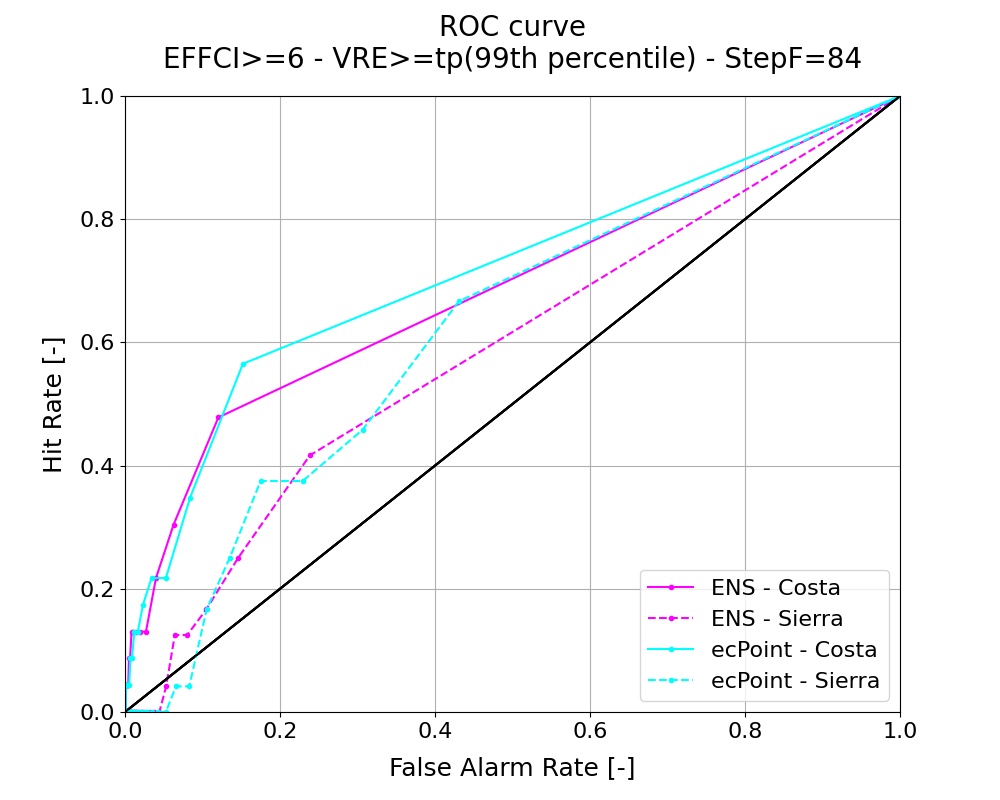 ROC curve
EFFCI>=6 - VRE>=tp(99th percentile) - StepF=84
1.0
0.8
0.6
0.4
0.2
0.0
Hit Rate [-]
0.0 0.2 0.4 0.6 0.8 1.0
False Alarm Rate [-]
ENS - Costa
ENS - Sierra
ecPoint - Costa
ecPoint - Sierra